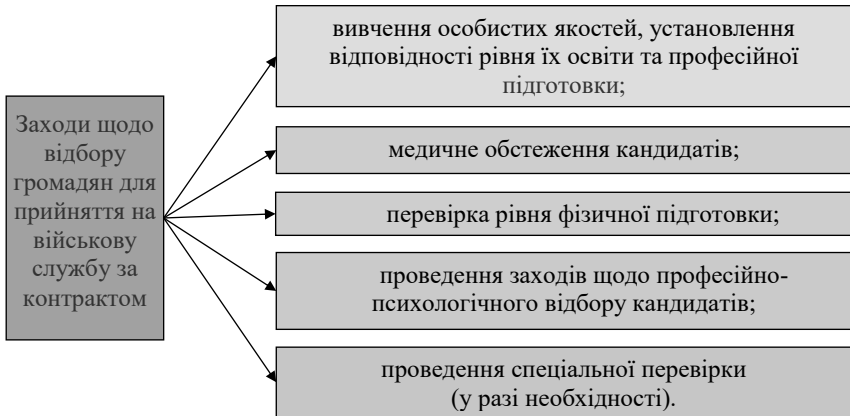 Заходи щодо
відбору
громадян для
прийняття на
військову
службу за
контрактом
вивчення особистих якостей, установлення
відповідності рівня їх освіти та професійної
підготовки;
медичне обстеження кандидатів;
перевірка рівня фізичної підготовки;
проведення заходів щодо професійно-
психологічного відбору кандидатів;
проведення спеціальної перевірки
(у разі необхідності).